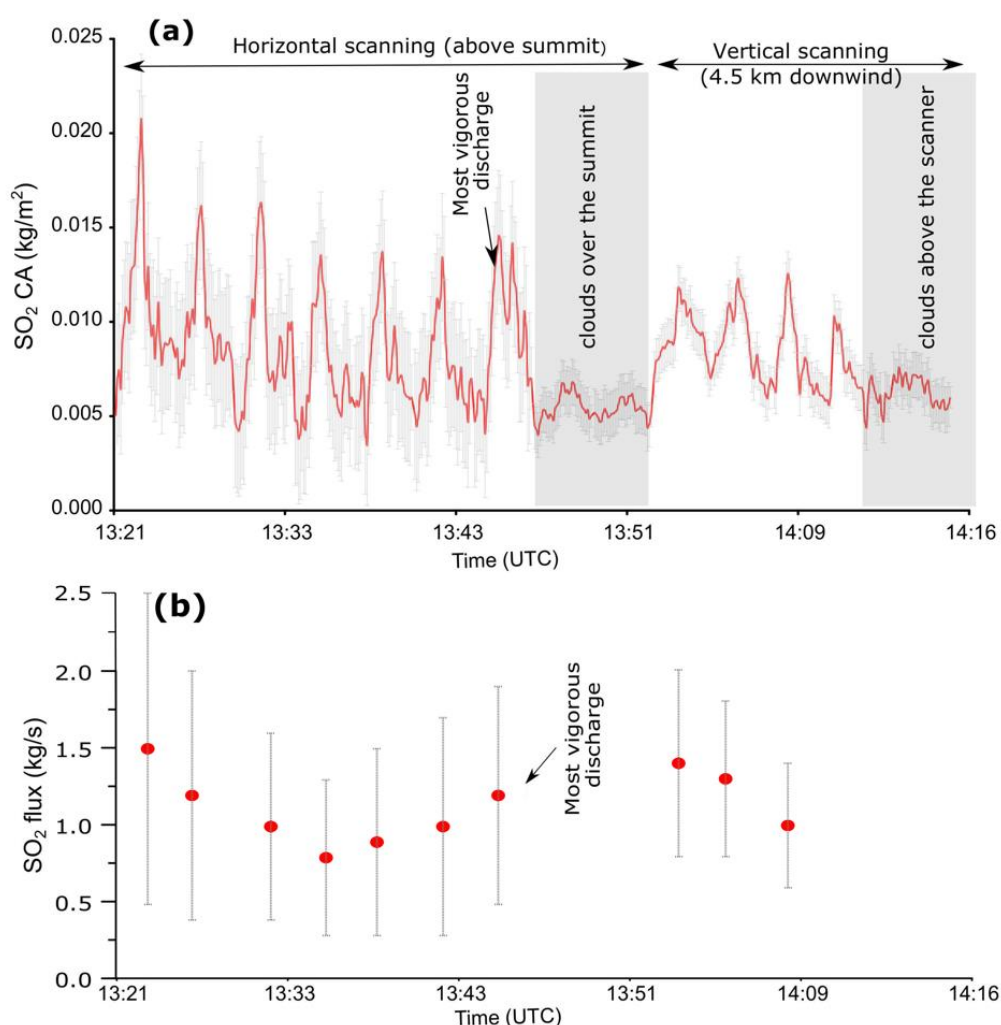 (a)
Horizontal scanning (above summit)
Vertical scanning
(4.5 km downwind)
Most vigorous
discharge
clouds over the summit
clouds above the scanner
SO₂ CA (kg/m²)
0.025
0.020
0.015
0.010
0.005
0.000
13:21
13:33
13:43
13:51
14:09
14:16
Time (UTC)
(b)
Most vigorous
discharge
SO₂ flux (kg/s)
2.5
2.0
1.5
1.0
0.5
0.0
13:21
13:33
13:43
13:51
14:09
14:16
Time (UTC)